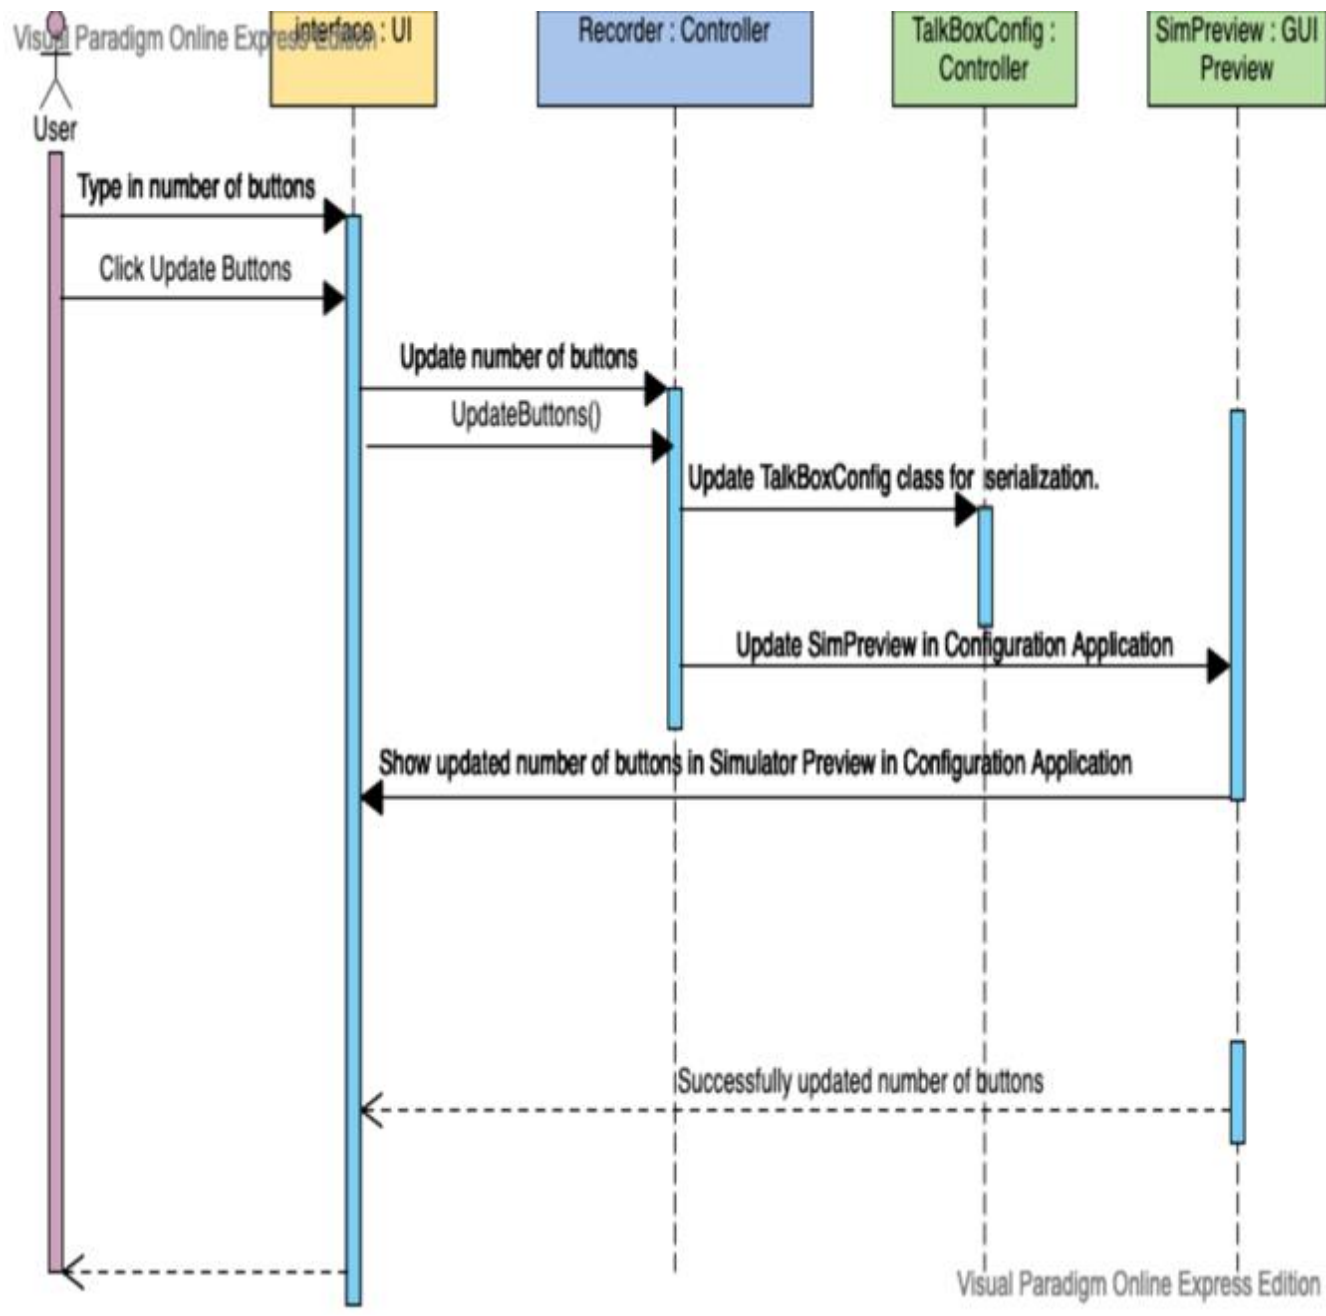 Visual Paradigm Online Express Edition
interface : UI
Recorder : Controller
TalkBoxConfig :
Controller
SimPreview : GUI
Preview
User
Type in number of buttons
Click Update Buttons
Update number of buttons
UpdateButtons()
Update TalkBoxConfig class for serialization.
Update SimPreview in Configuration Application
Show updated number of buttons in Simulator Preview in Configuration Application
Successfully updated number of buttons
Visual Paradigm Online Express Edition